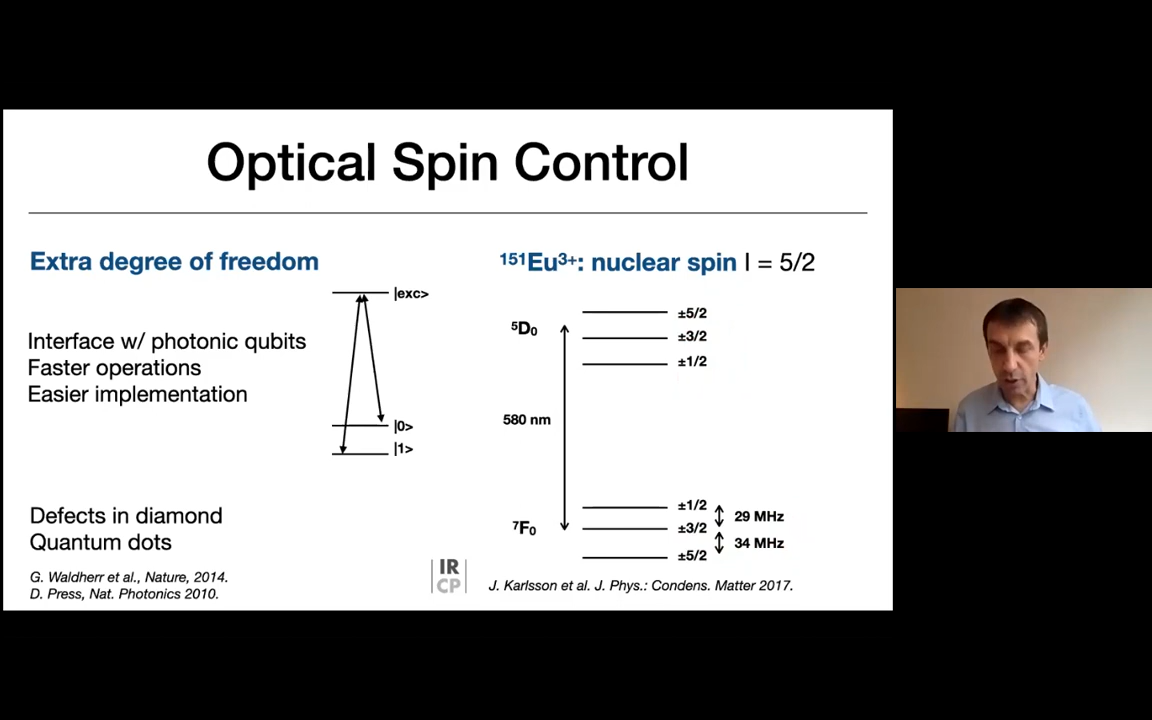 Optical Spin Control
Extra degree of freedom
Interface w/ photonic qubits
Faster operations
Easier implementation
|exc>
|0>
|1>
Defects in diamond
Quantum dots
G. Waldherr et al., Nature, 2014.
D. Press, Nat. Photonics 2010.
IR
CP
¹⁵¹Eu³⁺: nuclear spin I = 5/2
⁵D₀
±5/2
±3/2
±1/2
580 nm
⁷F₀
±1/2
±3/2
±5/2
29 MHz
34 MHz
J. Karlsson et al. J. Phys.: Condens. Matter 2017.